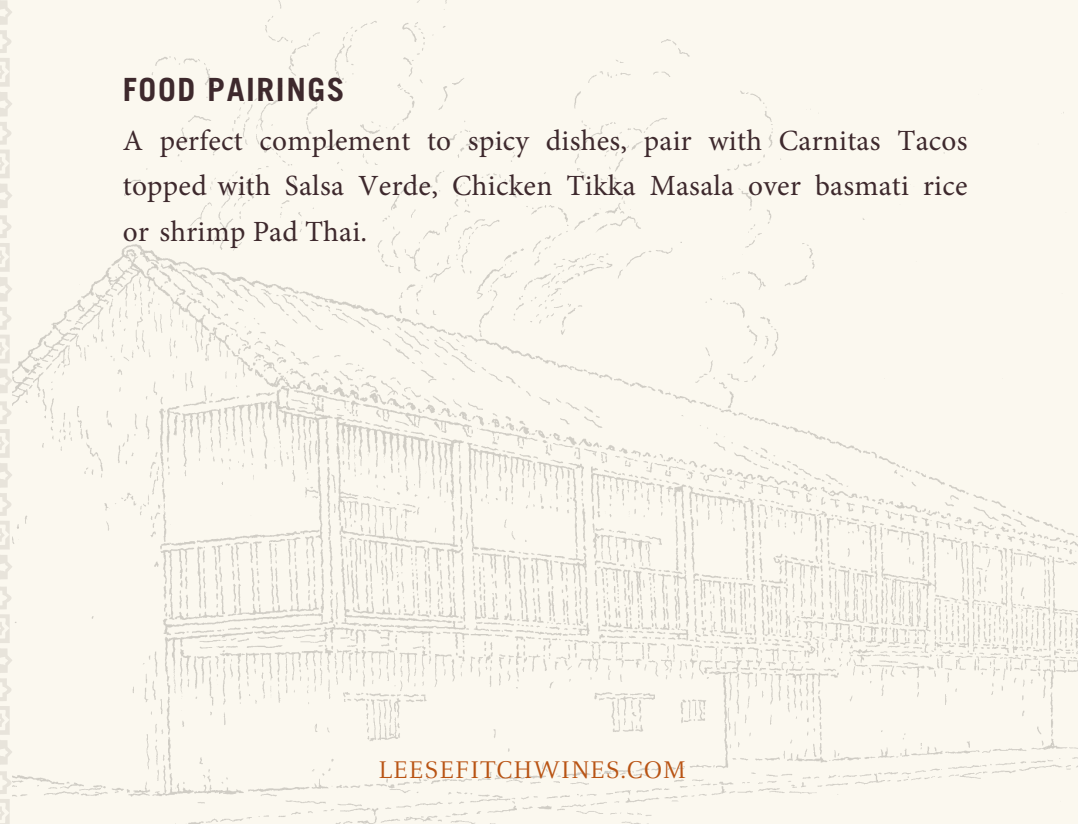 FOOD PAIRINGS
A perfect complement to spicy dishes, pair with Carnitas Tacos
topped with Salsa Verde, Chicken Tikka Masala over basmati rice
or shrimp Pad Thai.
LEESEFITCHWINES.COM